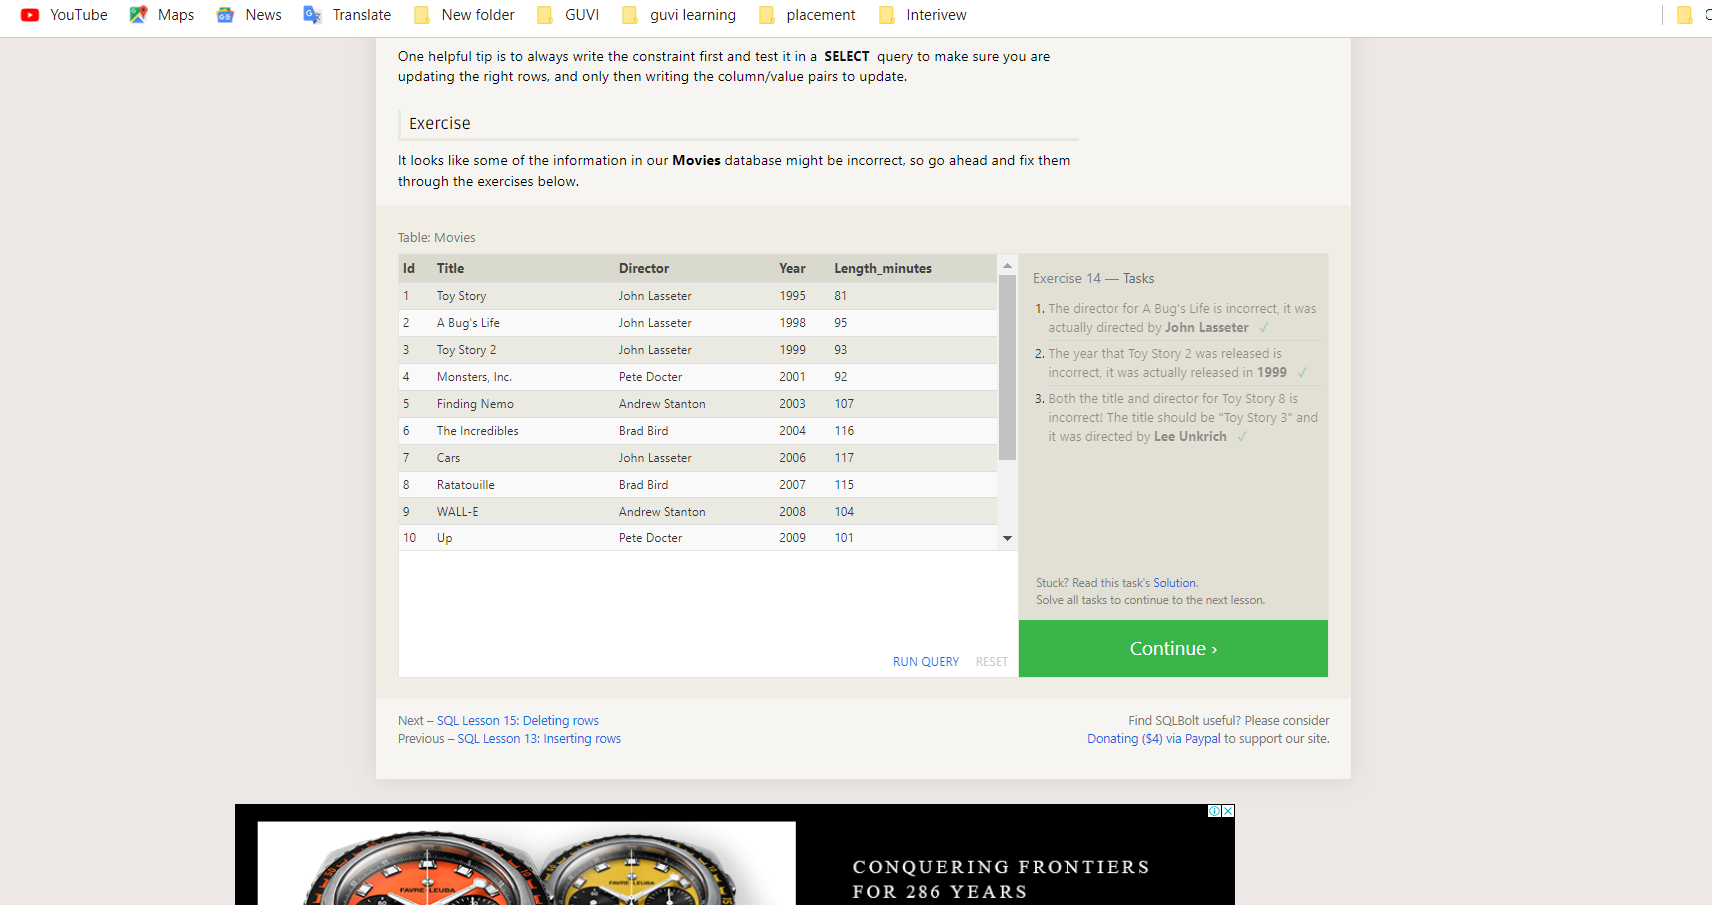 YouTube Maps News Translate New folder GUVI guvi learning placement Interivew
One helpful tip is to always write the constraint first and test it in a SELECT query to make sure you are
updating the right rows, and only then writing the column/value pairs to update.
Exercise
It looks like some of the information in our Movies database might be incorrect, so go ahead and fix them
through the exercises below.
Table: Movies
Id Title Director Year Length_minutes
1 Toy Story John Lasseter 1995 81
2 A Bug's Life John Lasseter 1998 95
3 Toy Story 2 John Lasseter 1999 93
4 Monsters, Inc. Pete Docter 2001 92
5 Finding Nemo Andrew Stanton 2003 107
6 The Incredibles Brad Bird 2004 116
7 Cars John Lasseter 2006 117
8 Ratatouille Brad Bird 2007 115
9 WALL-E Andrew Stanton 2008 104
10 Up Pete Docter 2009 101
RUN QUERY RESET
Exercise 14 — Tasks
1. The director for A Bug's Life is incorrect, it was
actually directed by John Lasseter ✓
2. The year that Toy Story 2 was released is
incorrect, it was actually released in 1999 ✓
3. Both the title and director for Toy Story 8 is
incorrect! The title should be "Toy Story 3" and
it was directed by Lee Unkrich ✓
Stuck? Read this task's Solution.
Solve all tasks to continue to the next lesson.
Continue ›
Next – SQL Lesson 15: Deleting rows
Previous – SQL Lesson 13: Inserting rows
Find SQLBolt useful? Please consider
Donating ($4) via Paypal to support our site.
FAVRE LEUBA
FAVRE LEUBA
CONQUERING FRONTIERS
FOR 286 YEARS